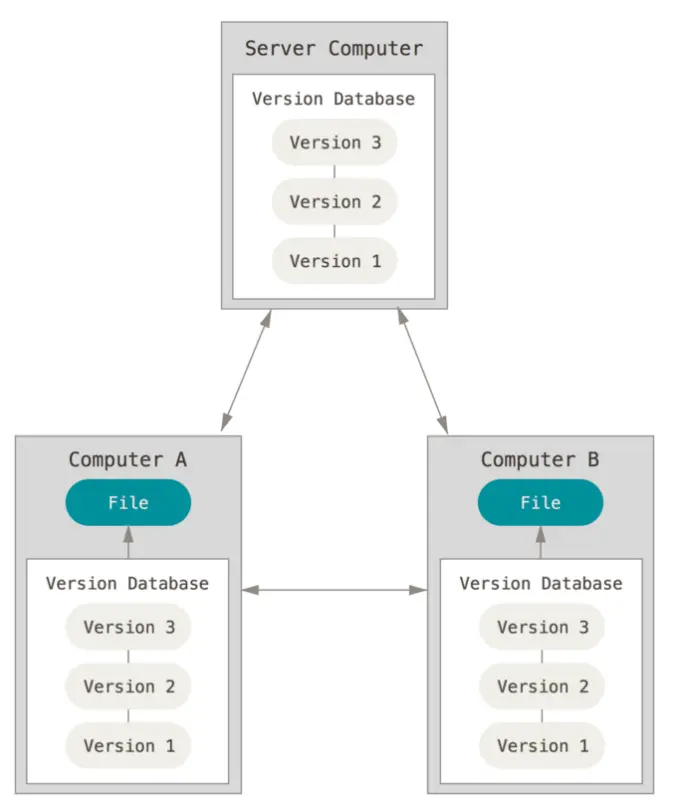 Server Computer
Version Database
Version 3
Version 2
Version 1
Computer A
File
Version Database
Version 3
Version 2
Version 1
Computer B
File
Version Database
Version 3
Version 2
Version 1